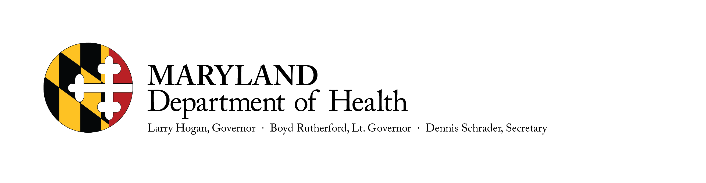 MARYLAND
Department of Health
Larry Hogan, Governor · Boyd Rutherford, Lt. Governor · Dennis Schrader, Secretary